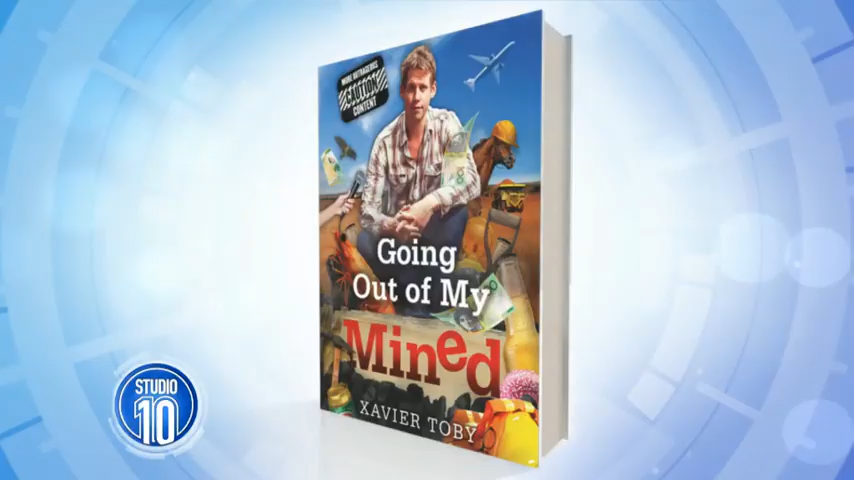 MORE OUTRAGEOUS
CAUTION
CONTENT
Going
Out of My
Mined
XAVIER TOBY
STUDIO
10